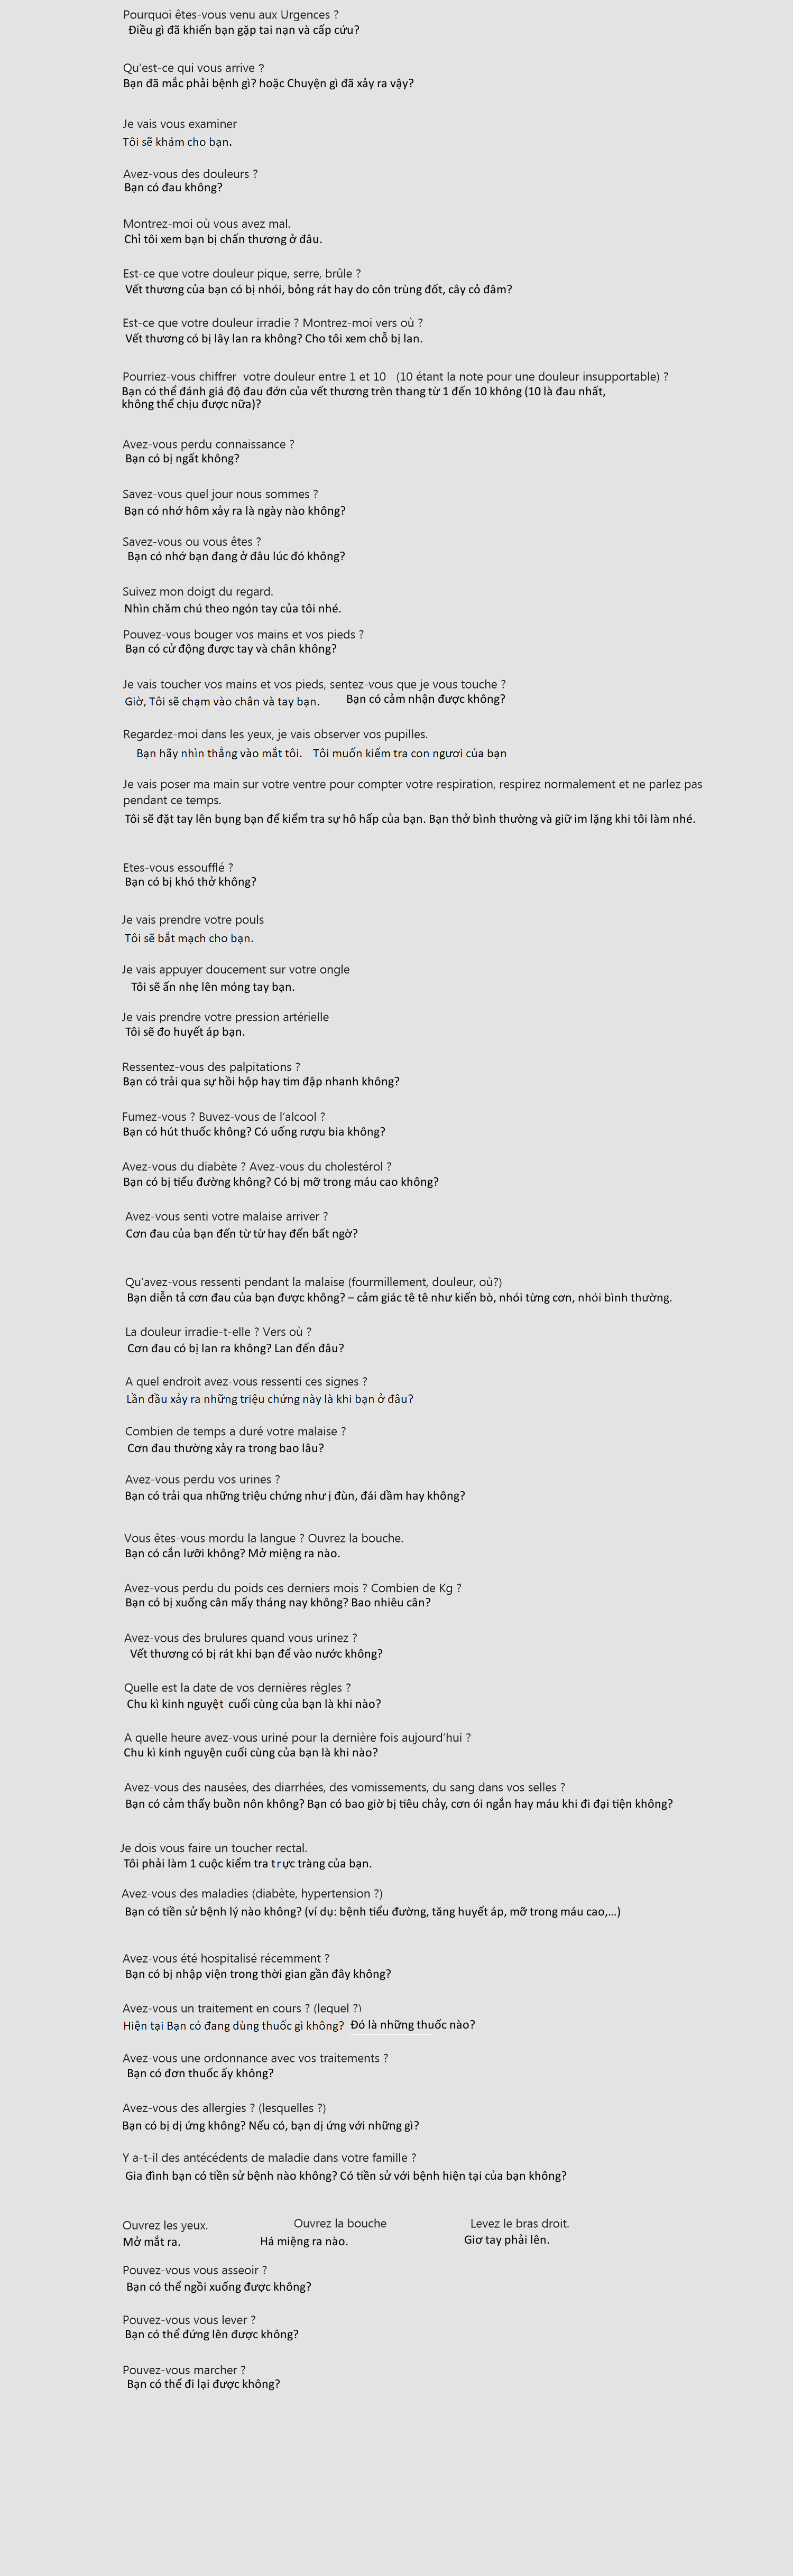 Pourquoi êtes-vous venu aux Urgences ?
Điều gì đã khiến bạn gặp tai nạn và cấp cứu?
Qu'est-ce qui vous arrive ?
Bạn đã mắc phải bệnh gì? hoặc Chuyện gì đã xảy ra vậy?
Je vais vous examiner
Tôi sẽ khám cho bạn.
Avez-vous des douleurs ?
Bạn có đau không?
Montrez-moi où vous avez mal.
Chỉ tôi xem bạn bị chấn thương ở đâu.
Est-ce que votre douleur pique, serre, brûle ?
Vết thương của bạn có bị nhói, bỏng rát hay do côn trùng đốt, cây cỏ đâm?
Est-ce que votre douleur irradie ? Montrez-moi vers où ?
Vết thương có bị lây lan ra không? Cho tôi xem chỗ bị lan.
Pourriez-vous chiffrer votre douleur entre 1 et 10 (10 étant la note pour une douleur insupportable) ?
Bạn có thể đánh giá độ đau đớn của vết thương trên thang từ 1 đến 10 không (10 là đau nhất,
không thể chịu được nữa)?
Avez-vous perdu connaissance ?
Bạn có bị ngất không?
Savez-vous quel jour nous sommes ?
Bạn có nhớ hôm xảy ra là ngày nào không?
Savez-vous ou vous êtes ?
Bạn có nhớ bạn đang ở đâu lúc đó không?
Suivez mon doigt du regard.
Nhìn chăm chú theo ngón tay của tôi nhé.
Pouvez-vous bouger vos mains et vos pieds ?
Bạn có cử động được tay và chân không?
Je vais toucher vos mains et vos pieds, sentez-vous que je vous touche ?
Giờ, Tôi sẽ chạm vào chân và tay bạn. Bạn có cảm nhận được không?
Regardez-moi dans les yeux, je vais observer vos pupilles.
Bạn hãy nhìn thẳng vào mắt tôi. Tôi muốn kiểm tra con ngươi của bạn
Je vais poser ma main sur votre ventre pour compter votre respiration, respirez normalement et ne parlez pas
pendant ce temps.
Tôi sẽ đặt tay lên bụng bạn để kiểm tra sự hô hấp của bạn. Bạn thở bình thường và giữ im lặng khi tôi làm nhé.
Etes-vous essoufflé ?
Bạn có bị khó thở không?
Je vais prendre votre pouls
Tôi sẽ bắt mạch cho bạn.
Je vais appuyer doucement sur votre ongle
Tôi sẽ ấn nhẹ lên móng tay bạn.
Je vais prendre votre pression artérielle
Tôi sẽ đo huyết áp bạn.
Ressentez-vous des palpitations ?
Bạn có trải qua sự hồi hộp hay tim đập nhanh không?
Fumez-vous ? Buvez-vous de l'alcool ?
Bạn có hút thuốc không? Có uống rượu bia không?
Avez-vous du diabète ? Avez-vous du cholestérol ?
Bạn có bị tiểu đường không? Có bị mỡ trong máu cao không?
Avez-vous senti votre malaise arriver ?
Cơn đau của bạn đến từ từ hay đến bất ngờ?
Qu'avez-vous ressenti pendant la malaise (fourmillement, douleur, où?)
Bạn diễn tả cơn đau của bạn được không? – cảm giác tê tê như kiến bò, nhói từng cơn, nhói bình thường.
La douleur irradie-t-elle ? Vers où ?
Cơn đau có bị lan ra không? Lan đến đâu?
A quel endroit avez-vous ressenti ces signes ?
Lần đầu xảy ra những triệu chứng này là khi bạn ở đâu?
Combien de temps a duré votre malaise ?
Cơn đau thường xảy ra trong bao lâu?
Avez-vous perdu vos urines ?
Bạn có trải qua những triệu chứng như ị đùn, đái dầm hay không?
Vous êtes-vous mordu la langue ? Ouvrez la bouche.
Bạn có cắn lưỡi không? Mở miệng ra nào.
Avez-vous perdu du poids ces derniers mois ? Combien de Kg ?
Bạn có bị xuống cân mấy tháng nay không? Bao nhiêu cân?
Avez-vous des brulures quand vous urinez ?
Vết thương có bị rát khi bạn để vào nước không?
Quelle est la date de vos dernières règles ?
Chu kì kinh nguyệt cuối cùng của bạn là khi nào?
A quelle heure avez-vous uriné pour la dernière fois aujourd'hui ?
Chu kì kinh nguyện cuối cùng của bạn là khi nào?
Avez-vous des nausées, des diarrhées, des vomissements, du sang dans vos selles ?
Bạn có cảm thấy buồn nôn không? Bạn có bao giờ bị tiêu chảy, cơn ói ngắn hay máu khi đi đại tiện không?
Je dois vous faire un toucher rectal.
Tôi phải làm 1 cuộc kiểm tra trực tràng của bạn.
Avez-vous des maladies (diabète, hypertension ?)
Bạn có tiền sử bệnh lý nào không? (ví dụ: bệnh tiểu đường, tăng huyết áp, mỡ trong máu cao,...)
Avez-vous été hospitalisé récemment ?
Bạn có bị nhập viện trong thời gian gần đây không?
Avez-vous un traitement en cours ? (lequel ?)
Hiện tại Bạn có đang dùng thuốc gì không? Đó là những thuốc nào?
Avez-vous une ordonnance avec vos traitements ?
Bạn có đơn thuốc ấy không?
Avez-vous des allergies ? (lesquelles ?)
Bạn có bị dị ứng không? Nếu có, bạn dị ứng với những gì?
Y a-t-il des antécédents de maladie dans votre famille ?
Gia đình bạn có tiền sử bệnh nào không? Có tiền sử với bệnh hiện tại của bạn không?
Ouvrez les yeux. Ouvrez la bouche Levez le bras droit.
Mở mắt ra. Há miệng ra nào. Giơ tay phải lên.
Pouvez-vous vous asseoir ?
Bạn có thể ngồi xuống được không?
Pouvez-vous vous lever ?
Bạn có thể đứng lên được không?
Pouvez-vous marcher ?
Bạn có thể đi lại được không?